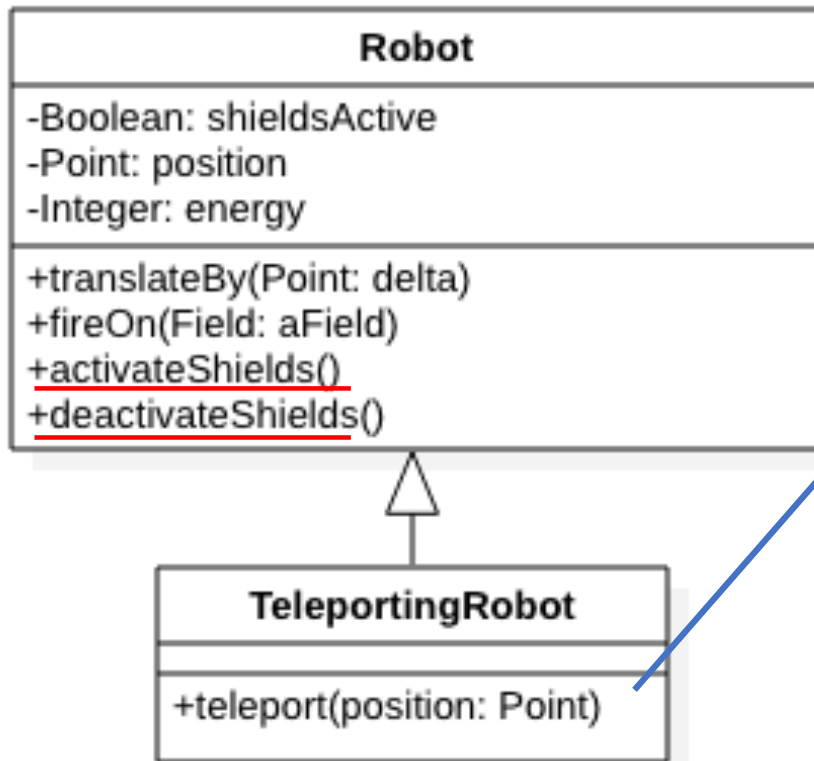 Robot
-Boolean: shieldsActive
-Point: position
-Integer: energy
+translateBy(Point: delta)
+fireOn(Field: aField)
+activateShields()
+deactivateShields()
TeleportingRobot
+teleport(position: Point)